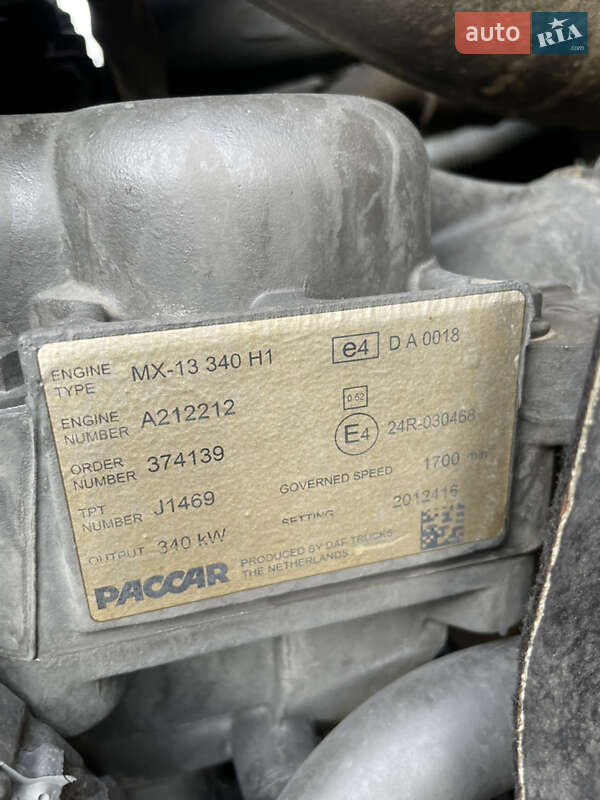 auto RIA .com
ENGINE TYPE MX-13 340 H1 e4 D A 0018
ENGINE NUMBER A212212 0.52
ORDER NUMBER 374139 E4 24R-030468
TPT NUMBER J1469 GOVERNED SPEED 1700 min
OUTPUT 340 kW SETTING 2012416
PACCAR PRODUCED BY DAF TRUCKS
THE NETHERLANDS